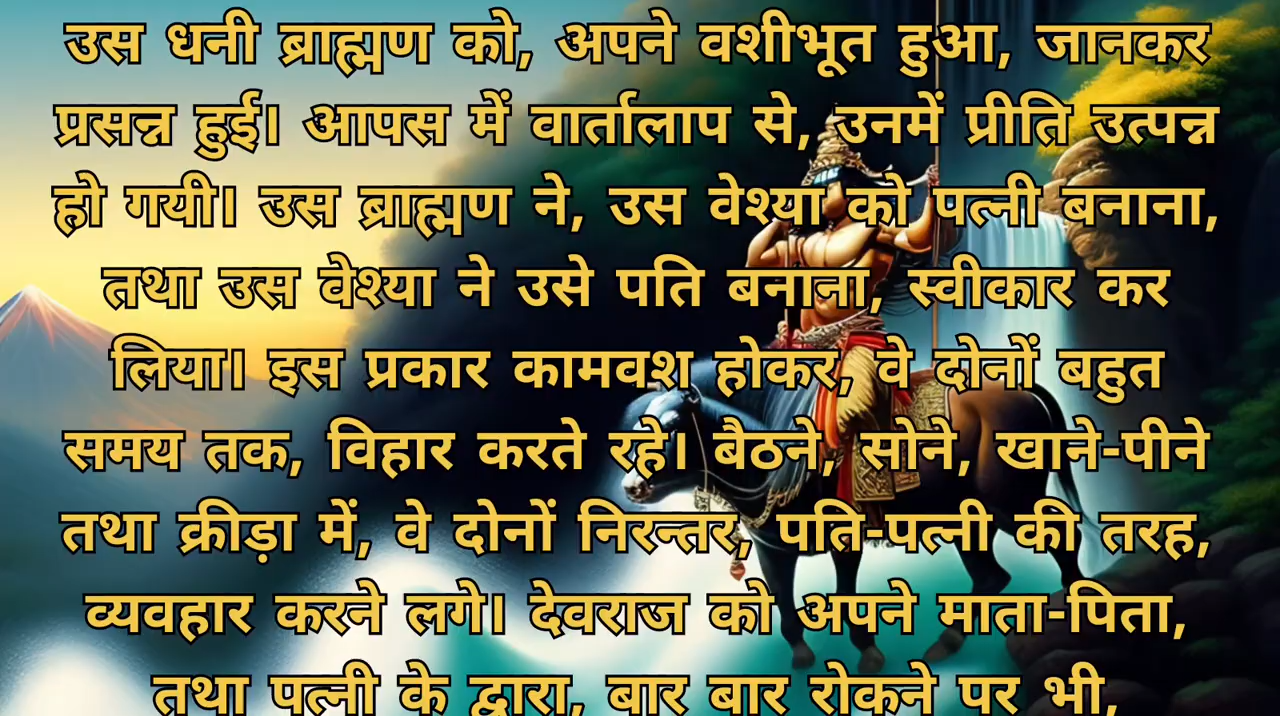 उस धनी ब्राह्मण को, अपने वशीभूत हुआ, जानकर
प्रसन्न हुई। आपस में वार्तालाप से, उनमें प्रीति उत्पन्न
हो गयी। उस ब्राह्मण ने, उस वेश्या को पत्नी बनाना,
तथा उस वेश्या ने उसे पति बनाना, स्वीकार कर
लिया। इस प्रकार कामवश होकर, वे दोनों बहुत
समय तक, विहार करते रहे। बैठने, सोने, खाने-पीने
तथा क्रीड़ा में, वे दोनों निरन्तर, पति-पत्नी की तरह,
व्यवहार करने लगे। देवराज को अपने माता-पिता,
तथा पत्नी के द्वारा, बार बार रोकने पर भी,